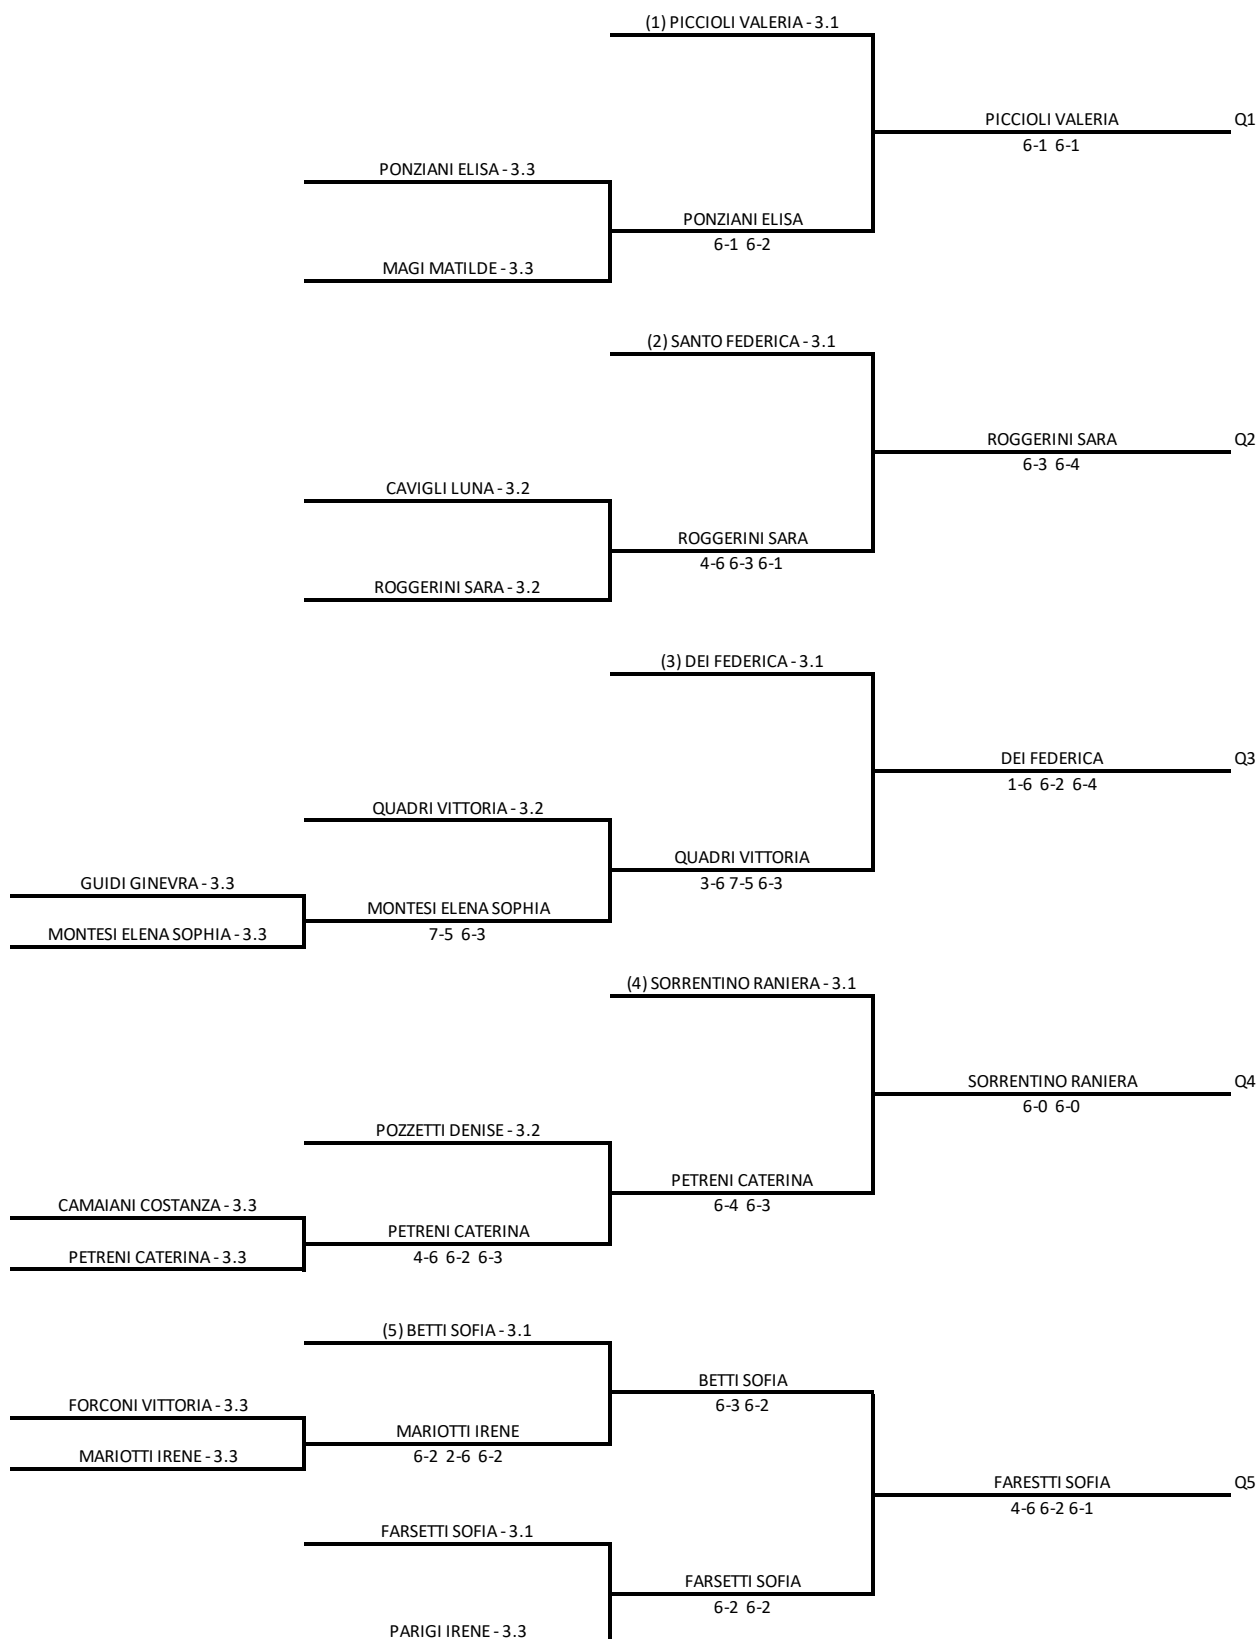 (1) PICCIOLI VALERIA - 3.1
PICCIOLI VALERIA
Q1
6-1 6-1
PONZIANI ELISA - 3.3
PONZIANI ELISA
6-1 6-2
MAGI MATILDE - 3.3
(2) SANTO FEDERICA - 3.1
ROGGERINI SARA
Q2
6-3 6-4
CAVIGLI LUNA - 3.2
ROGGERINI SARA
4-6 6-3 6-1
ROGGERINI SARA - 3.2
(3) DEI FEDERICA - 3.1
DEI FEDERICA
Q3
1-6 6-2 6-4
QUADRI VITTORIA - 3.2
QUADRI VITTORIA
3-6 7-5 6-3
GUIDI GINEVRA - 3.3
MONTESI ELENA SOPHIA
7-5 6-3
MONTESI ELENA SOPHIA - 3.3
(4) SORRENTINO RANIERA - 3.1
SORRENTINO RANIERA
Q4
6-0 6-0
POZZETTI DENISE - 3.2
PETRENI CATERINA
6-4 6-3
CAMAIANI COSTANZA - 3.3
PETRENI CATERINA
4-6 6-2 6-3
PETRENI CATERINA - 3.3
(5) BETTI SOFIA - 3.1
BETTI SOFIA
6-3 6-2
FORCONI VITTORIA - 3.3
MARIOTTI IRENE
6-2 2-6 6-2
MARIOTTI IRENE - 3.3
FARESTTI SOFIA
Q5
4-6 6-2 6-1
FARSETTI SOFIA - 3.1
FARSETTI SOFIA
6-2 6-2
PARIGI IRENE - 3.3